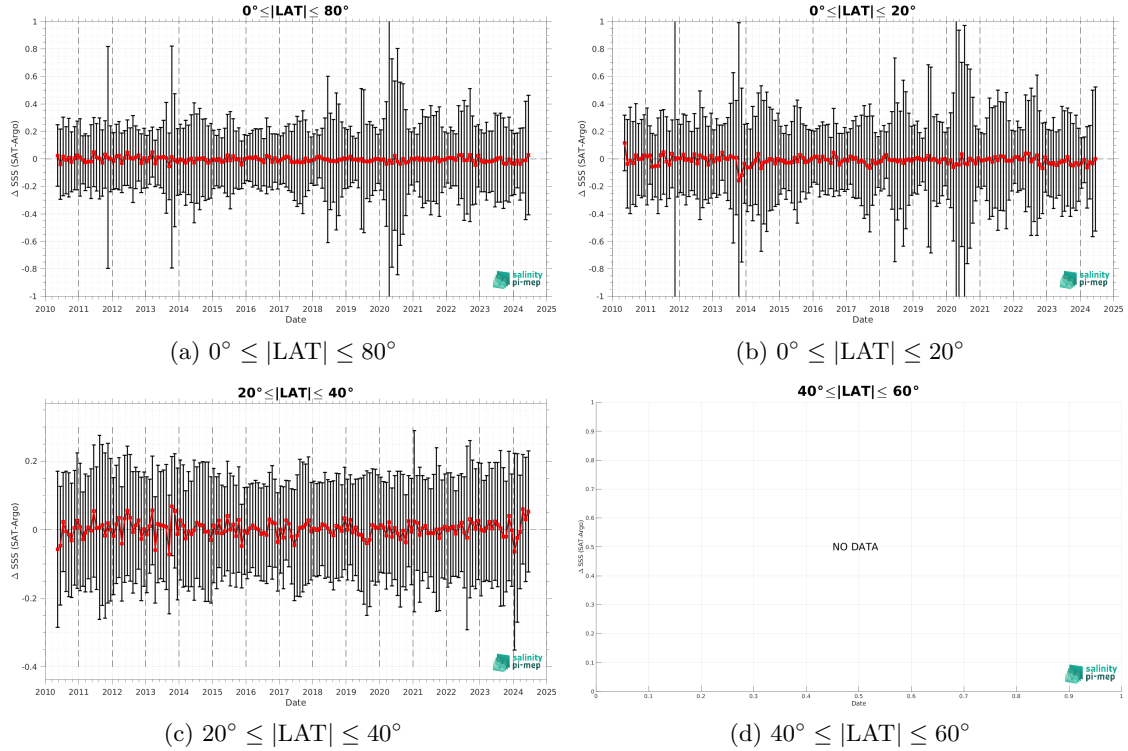 0°≤|LAT|≤ 80°
Δ SSS (SAT-Argo)
1
0.8
0.6
0.4
0.2
0
-0.2
-0.4
-0.6
-0.8
-1
2010 2011 2012 2013 2014 2015 2016 2017 2018 2019 2020 2021 2022 2023 2024 2025
Date
salinity
pi-mep
(a) 0° ≤ |LAT| ≤ 80°
0°≤|LAT|≤ 20°
Δ SSS (SAT-Argo)
1
0.8
0.6
0.4
0.2
0
-0.2
-0.4
-0.6
-0.8
-1
2010 2011 2012 2013 2014 2015 2016 2017 2018 2019 2020 2021 2022 2023 2024 2025
Date
salinity
pi-mep
(b) 0° ≤ |LAT| ≤ 20°
20°≤|LAT|≤ 40°
Δ SSS (SAT-Argo)
0.2
0
-0.2
-0.4
2010 2011 2012 2013 2014 2015 2016 2017 2018 2019 2020 2021 2022 2023 2024 2025
Date
salinity
pi-mep
(c) 20° ≤ |LAT| ≤ 40°
40°≤|LAT|≤ 60°
Δ SSS (SAT-Argo)
1
0.9
0.8
0.7
0.6
0.5
0.4
0.3
0.2
0.1
0
NO DATA
0 0.1 0.2 0.3 0.4 0.5 0.6 0.7 0.8 0.9 1
Date
salinity
pi-mep
(d) 40° ≤ |LAT| ≤ 60°